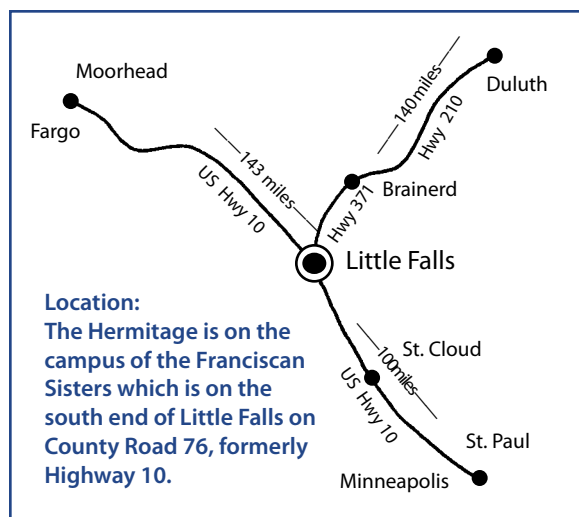 Moorhead
Fargo
Duluth
140 miles
Hwy 210
143 miles
US Hwy 10
Brainerd
Hwy 371
Little Falls
Location:
The Hermitage is on the
campus of the Franciscan
Sisters which is on the
south end of Little Falls on
County Road 76, formerly
Highway 10.
St. Cloud
100miles
US Hwy 10
St. Paul
Minneapolis